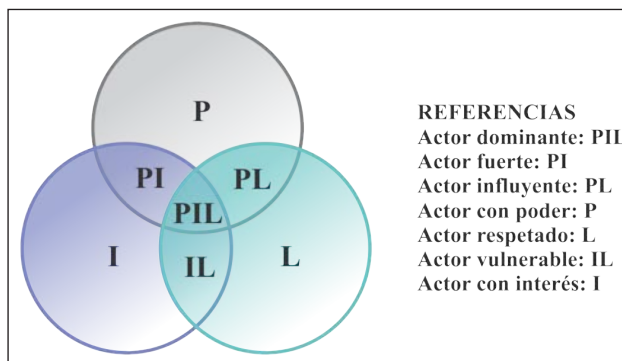 P
PI
PL
PIL
I
IL
L
REFERENCIAS
Actor dominante: PIL
Actor fuerte: PI
Actor influyente: PL
Actor con poder: P
Actor respetado: L
Actor vulnerable: IL
Actor con interés: I